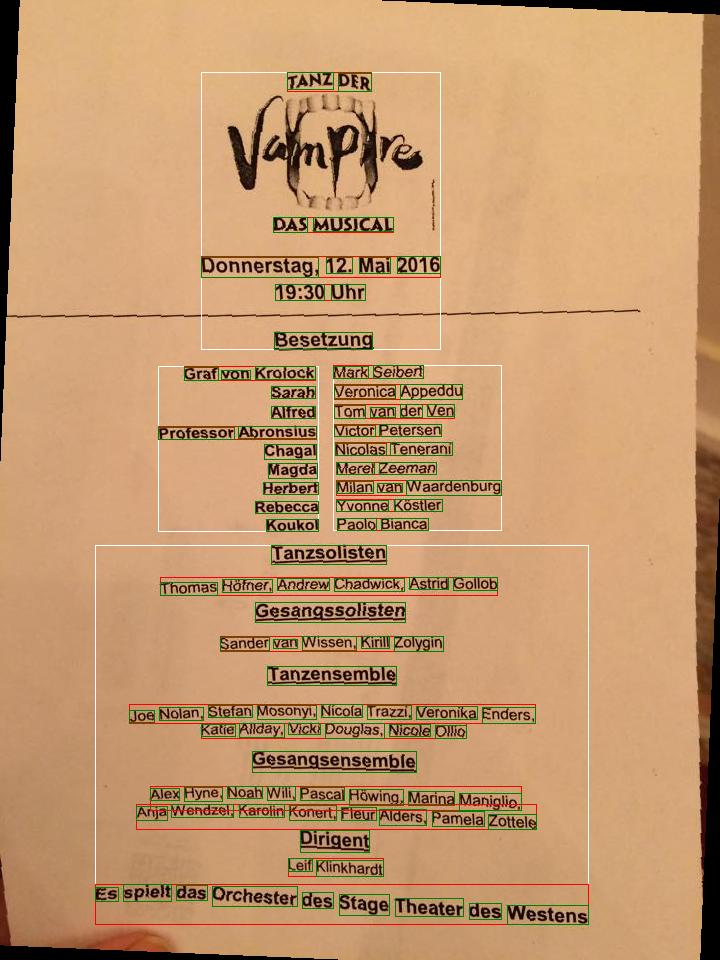 TANZ DER
Vampire
DAS MUSICAL
Donnerstag, 12. Mai 2016
19:30 Uhr
Besetzung
Graf von Krolock Mark Seibert
Sarah Veronica Appeddu
Alfred Tom van der Ven
Professor Abronsius Victor Petersen
Chagal Nicolas Tenerani
Magda Merel Zeeman
Herbert Milan van Waardenburg
Rebecca Yvonne Köstler
Koukol Paolo Bianca
Tanzsolisten
Thomas Höfner, Andrew Chadwick, Astrid Gollob
Gesangssolisten
Sander van Wissen, Kirill Zolygin
Tanzensemble
Joe Nolan, Stefan Mosonyi, Nicola Trazzi, Veronika Enders,
Katie Allday, Vicki Douglas, Nicole Ollio
Gesangsensemble
Alex Hyne, Noah Wili, Pascal Höwing, Marina Maniglio,
Anja Wendzel, Karolin Konert, Fleur Alders, Pamela Zottele
Dirigent
Leif Klinkhardt
Es spielt das Orchester des Stage Theater des Westens